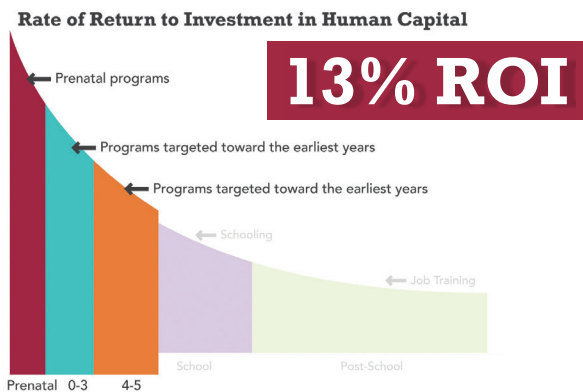 Rate of Return to Investment in Human Capital
13% ROI
Prenatal programs
Programs targeted toward the earliest years
Programs targeted toward the earliest years
Schooling
Job Training
School
Post-School
Prenatal
0-3
4-5